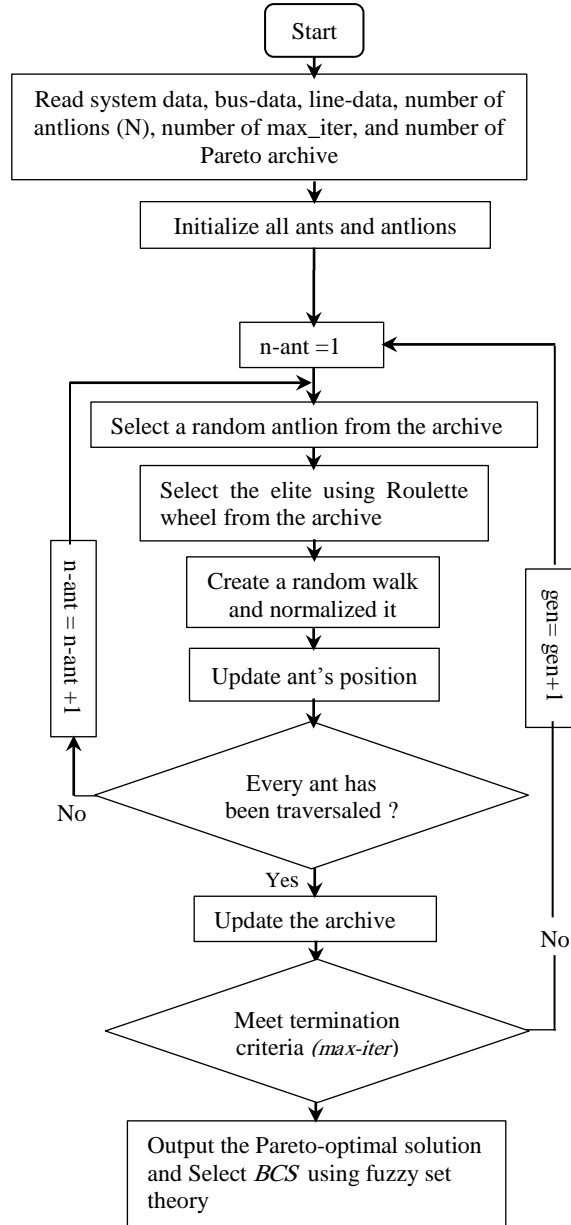 Start
Read system data, bus-data, line-data, number of
antlions (N), number of max_iter, and number of
Pareto archive
Initialize all ants and antlions
n-ant =1
Select a random antlion from the archive
Select the elite using Roulette
wheel from the archive
Create a random walk
and normalized it
n-ant = n-ant +1
gen= gen+1
Update ant's position
Every ant has
been traversaled ?
No
Yes
Update the archive
No
Meet termination
criteria (max-iter)
Output the Pareto-optimal solution
and Select BCS using fuzzy set
theory